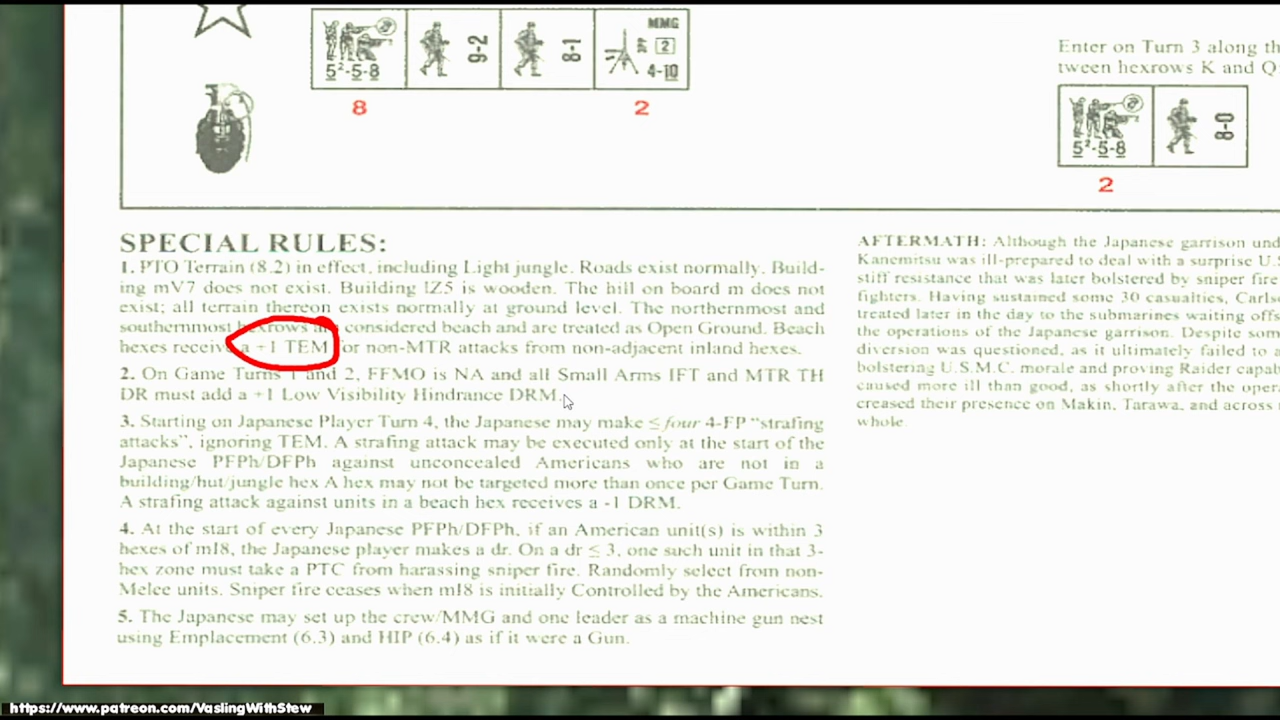 MMG
2
5²-5-8
9-2
8-1
4-10
8
2
Enter on Turn 3 along th
tween hexrows K and Q
5²-5-8
8-0
2
SPECIAL RULES:
1. PTO Terrain (8.2) in effect, including Light jungle. Roads exist normally. Build-
ing mV7 does not exist. Building lZ5 is wooden. The hill on board m does not
exist; all terrain thereon exists normally at ground level. The northernmost and
southernmost hexrows are considered beach and are treated as Open Ground. Beach
hexes receive a +1 TEM for non-MTR attacks from non-adjacent inland hexes.
2. On Game Turns 1 and 2, FFMO is NA and all Small Arms IFT and MTR TH
DR must add a +1 Low Visibility Hindrance DRM.
3. Starting on Japanese Player Turn 4, the Japanese may make ≤ four 4-FP “strafing
attacks”, ignoring TEM. A strafing attack may be executed only at the start of the
Japanese PFPh/DFPh against unconcealed Americans who are not in a
building/hut/jungle hex A hex may not be targeted more than once per Game Turn.
A strafing attack against units in a beach hex receives a -1 DRM.
4. At the start of every Japanese PFPh/DFPh, if an American unit(s) is within 3
hexes of mI8, the Japanese player makes a dr. On a dr ≤ 3, one such unit in that 3-
hex zone must take a PTC from harassing sniper fire. Randomly select from non-
Melee units. Sniper fire ceases when mI8 is initially Controlled by the Americans.
5. The Japanese may set up the crew/MMG and one leader as a machine gun nest
using Emplacement (6.3) and HIP (6.4) as if it were a Gun.
AFTERMATH: Although the Japanese garrison und
Kanemitsu was ill-prepared to deal with a surprise U.S
stiff resistance that was later bolstered by sniper fire
fighters. Having sustained some 30 casualties, Carls
treated later in the day to the submarines waiting offs
the operations of the Japanese garrison. Despite som
diversion was questioned, as it ultimately failed to a
bolstering U.S.M.C. morale and proving Raider capab
caused more ill than good, as shortly after the oper
creased their presence on Makin, Tarawa, and across
whole.
https://www.patreon.com/VaslingWithStew